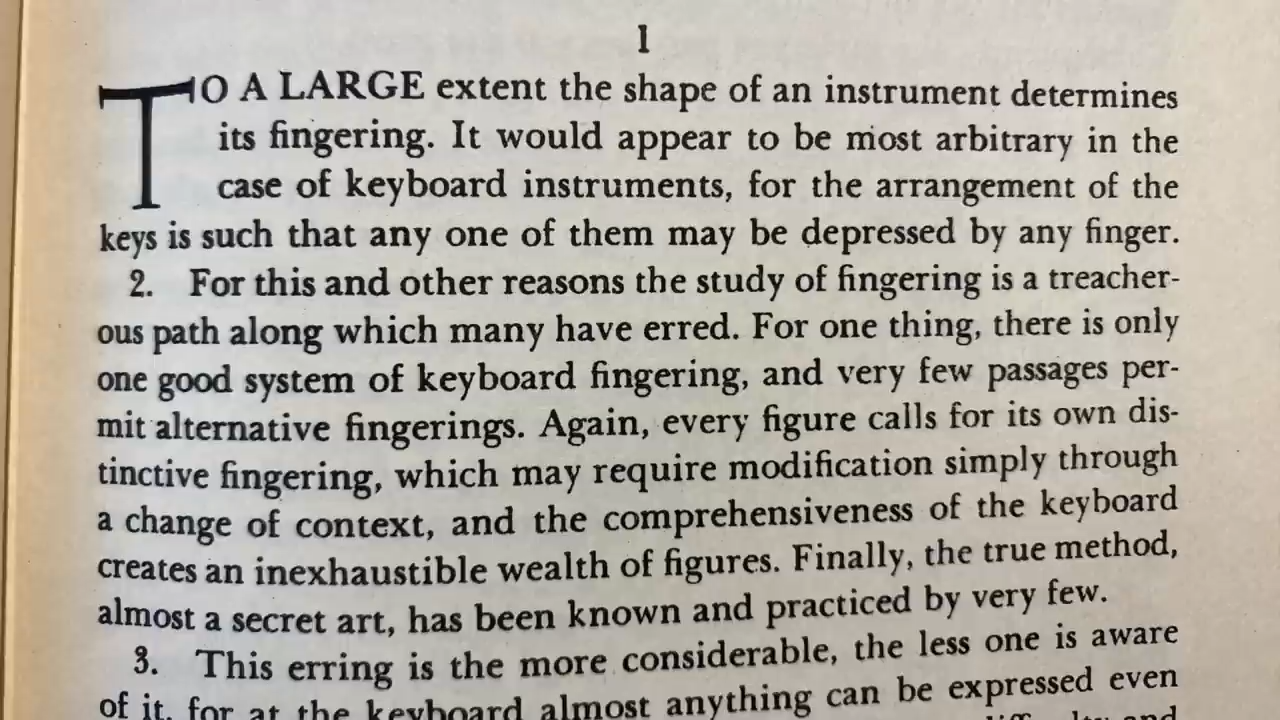 1
TO A LARGE extent the shape of an instrument determines
its fingering. It would appear to be most arbitrary in the
case of keyboard instruments, for the arrangement of the
keys is such that any one of them may be depressed by any finger.
2. For this and other reasons the study of fingering is a treacher-
ous path along which many have erred. For one thing, there is only
one good system of keyboard fingering, and very few passages per-
mit alternative fingerings. Again, every figure calls for its own dis-
tinctive fingering, which may require modification simply through
a change of context, and the comprehensiveness of the keyboard
creates an inexhaustible wealth of figures. Finally, the true method,
almost a secret art, has been known and practiced by very few.
3. This erring is the more considerable, the less one is aware
of it, for at the keyboard almost anything can be expressed even
and